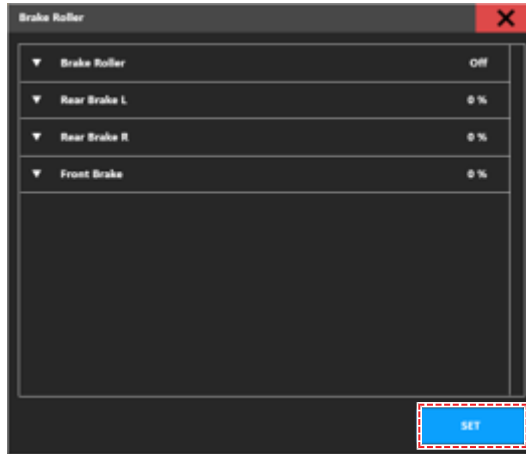 Brake Roller
Brake Roller Off
Rear Brake L 0 %
Rear Brake R 0 %
Front Brake 0 %
SET